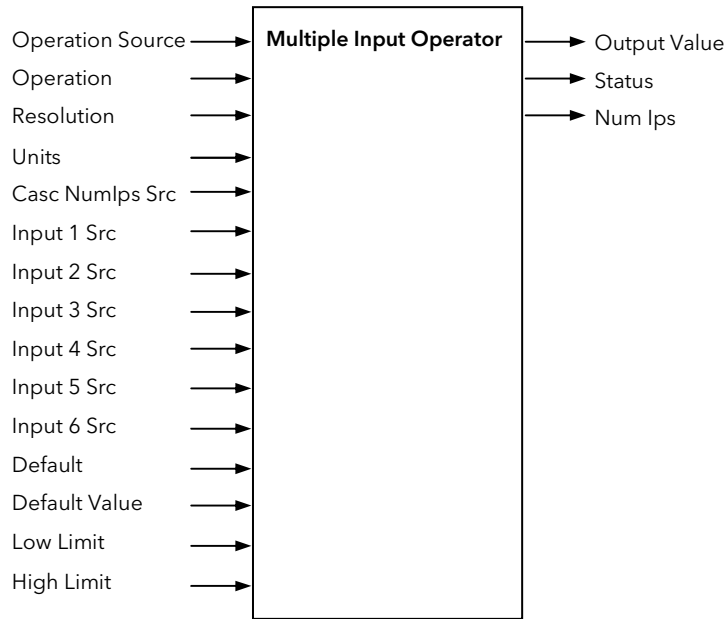 Multiple Input Operator
Operation Source
Operation
Resolution
Units
Casc NumIps Src
Input 1 Src
Input 2 Src
Input 3 Src
Input 4 Src
Input 5 Src
Input 6 Src
Default
Default Value
Low Limit
High Limit
Output Value
Status
Num Ips